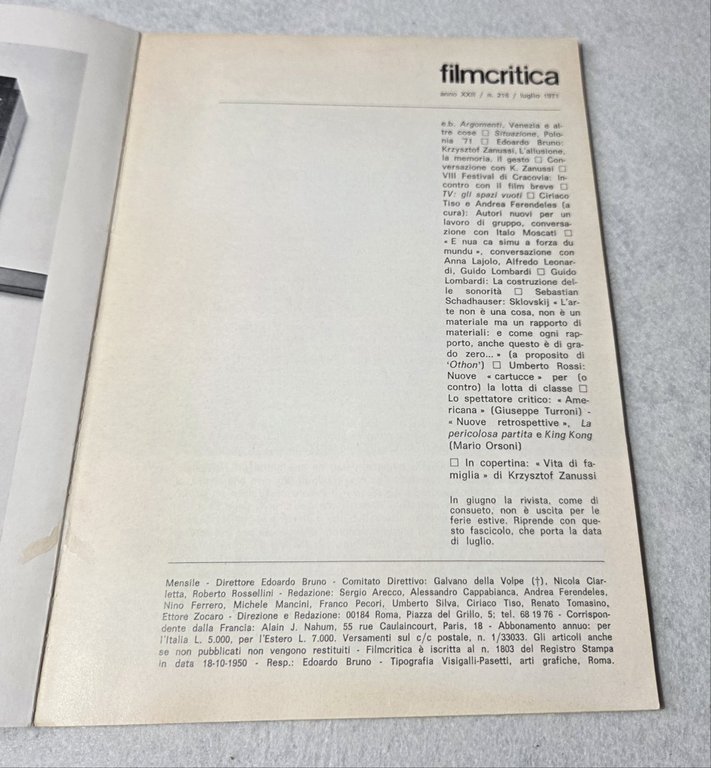 filmcritica
anno XXII / n. 216 / luglio 1971
e.b. Argomenti, Venezia e al-
tre cose □ Situazione, Polo-
nia '71 □ Edoardo Bruno:
Krzysztof Zanussi, L'allusione,
la memoria, il gesto □ Con-
versazione con K. Zanussi □
VIII Festival di Cracovia: In-
contro con il film breve □
TV: gli spazi vuoti □ Ciriaco
Tiso e Andrea Ferendeles (a
cura): Autori nuovi per un
lavoro di gruppo, conversa-
zione con Italo Moscati □
« E nua ca simu a forza du
mundu », conversazione con
Anna Lajolo, Alfredo Leonar-
di, Guido Lombardi □ Guido
Lombardi: La costruzione del-
le sonorità □ Sebastian
Schadhauser: Sklovskij « L'ar-
te non è una cosa, non è un
materiale ma un rapporto di
materiali: e come ogni rap-
porto, anche questo è di gra-
do zero... » (a proposito di
'Othon') □ Umberto Rossi:
Nuove « cartucce » per (o
contro) la lotta di classe □
Lo spettatore critico: « Ame-
ricana » (Giuseppe Turroni) -
« Nuove retrospettive », La
pericolosa partita e King Kong
(Mario Orsoni)
□ In copertina: « Vita di fa-
miglia » di Krzysztof Zanussi
In giugno la rivista, come di
consueto, non è uscita per le
ferie estive. Riprende con que-
sto fascicolo, che porta la data
di luglio.
Mensile - Direttore Edoardo Bruno - Comitato Direttivo: Galvano della Volpe (†), Nicola Ciar-
letta, Roberto Rossellini - Redazione: Sergio Arecco, Alessandro Cappabianca, Andrea Ferendeles,
Nino Ferrero, Michele Mancini, Franco Pecori, Umberto Silva, Ciriaco Tiso, Renato Tomasino,
Ettore Zocaro - Direzione e Redazione: 00184 Roma, Piazza del Grillo, 5; tel. 68 19 76 - Corrispon-
dente dalla Francia: Alain J. Nahum, 55 rue Caulaincourt, Paris, 18 - Abbonamento annuo: per
l'Italia L. 5.000, per l'Estero L. 7.000. Versamenti sul c/c postale, n. 1/33033. Gli articoli anche
se non pubblicati non vengono restituiti - Filmcritica è iscritta al n. 1803 del Registro Stampa
in data 18-10-1950 - Resp.: Edoardo Bruno - Tipografia Visigalli-Pasetti, arti grafiche, Roma.